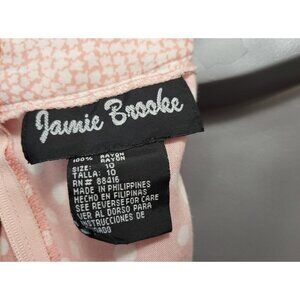 Jamie Brooke
100% RAYON
RAYON
SIZE: 10
TALLA: 10
RN# 88416
MADE IN PHILIPPINES
HECHO EN FILIPINAS
SEE REVERSE FOR CARE
VER AL DORSO PARA
INSTRUCCIONES DE